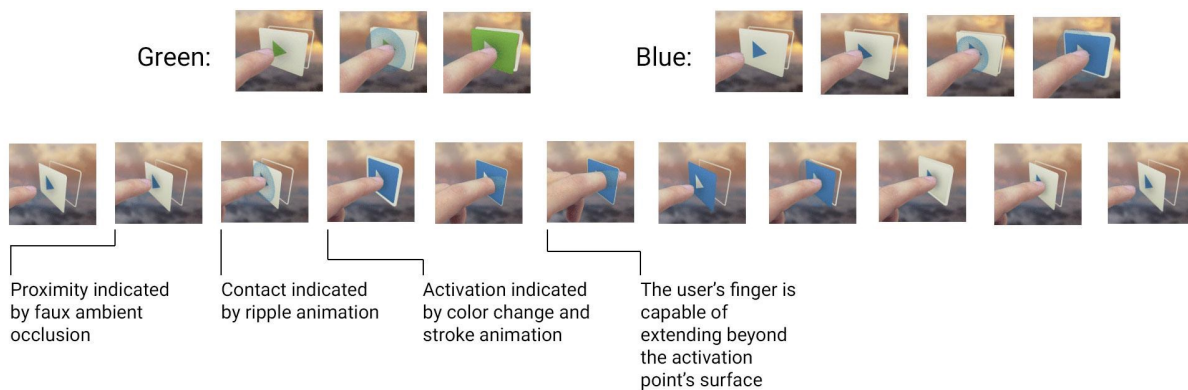 Green:
Blue:
Proximity indicated
by faux ambient
occlusion
Contact indicated
by ripple animation
Activation indicated
by color change and
stroke animation
The user’s finger is
capable of
extending beyond
the activation
point’s surface